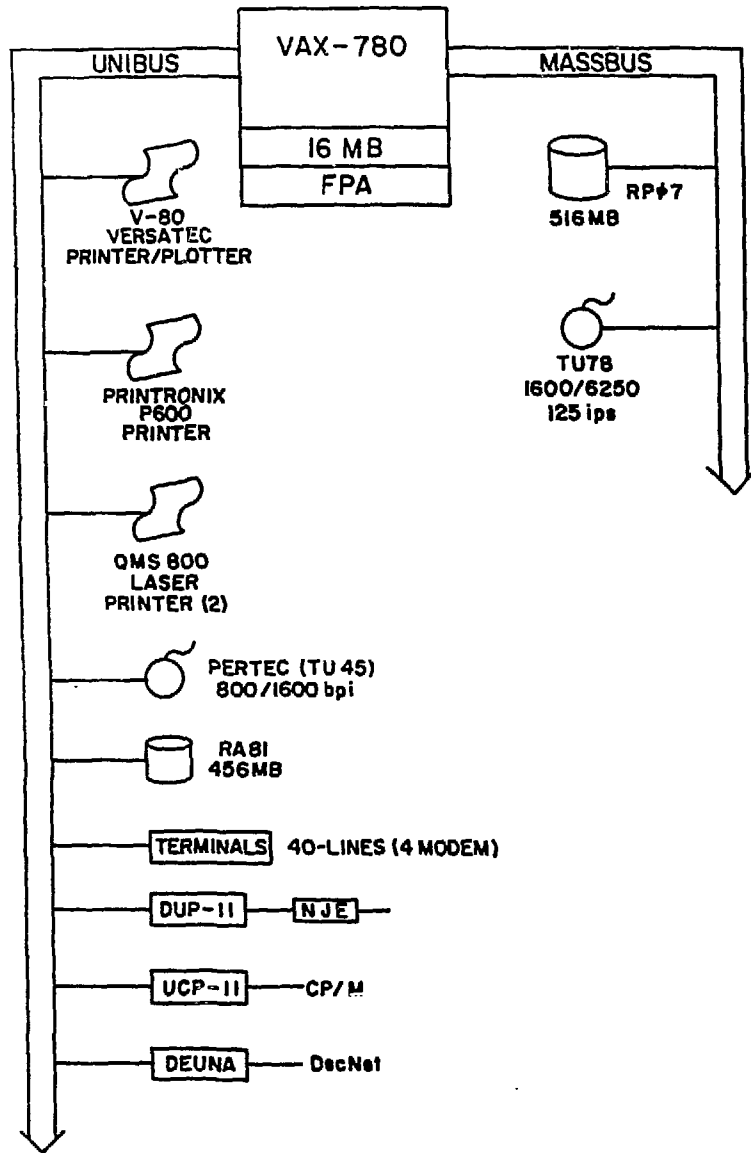 VAX-780
UNIBUS
MASSBUS
16 MB
FPA
V-80
VERSATEC
PRINTER/PLOTTER
RPφ7
516MB
PRINTRONIX
P600
PRINTER
TU78
1600/6250
125 ips
QMS 800
LASER
PRINTER (2)
PERTEC (TU 45)
800/1600 bpi
RA81
456MB
TERMINALS 40-LINES (4 MODEM)
DUP-11 NJE
UCP-11 CP/M
DEUNA DecNet